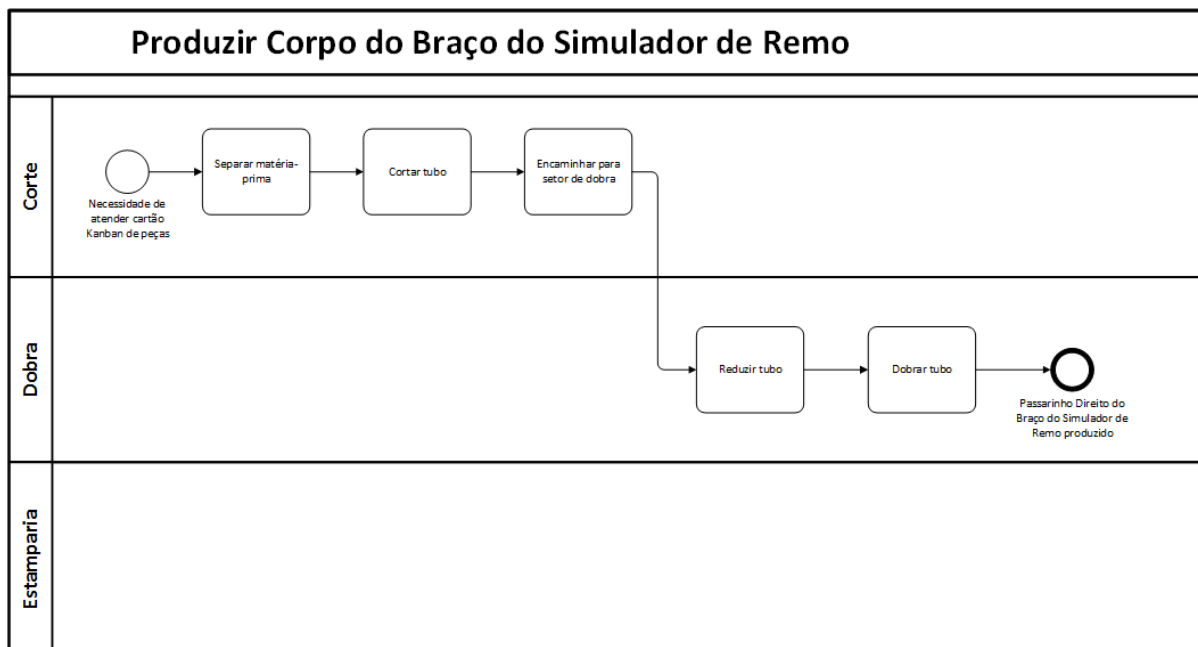 Produzir Corpo do Braço do Simulador de Remo
Corte
Necessidade de
atender cartão
Kanban de peças
Separar matéria-
prima
Cortar tubo
Encaminhar para
setor de dobra
Dobra
Reduzir tubo
Dobrar tubo
Passarinho Direito do
Braço do Simulador de
Remo produzido
Estamparia